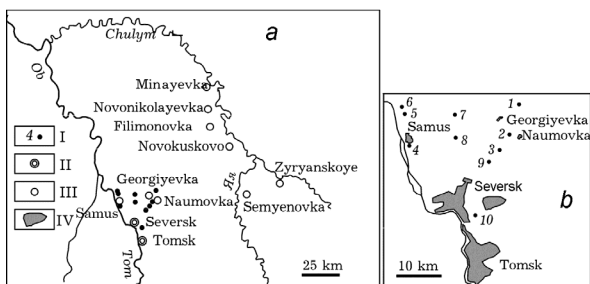 a
Chulym
Ob
Minayevka
Novonikolayevka
Filimonovka
4 I
II
Novokuskovo
III
Zyryanskoye
Georgiyevka
Яя
IV
Naumovka
Semyenovka
Samus
Seversk
Tomsk
Tom
25 km
b
6
1
5
7
Georgiyevka
Samus
2
Naumovka
4
8
3
9
Seversk
10
Tomsk
10 km